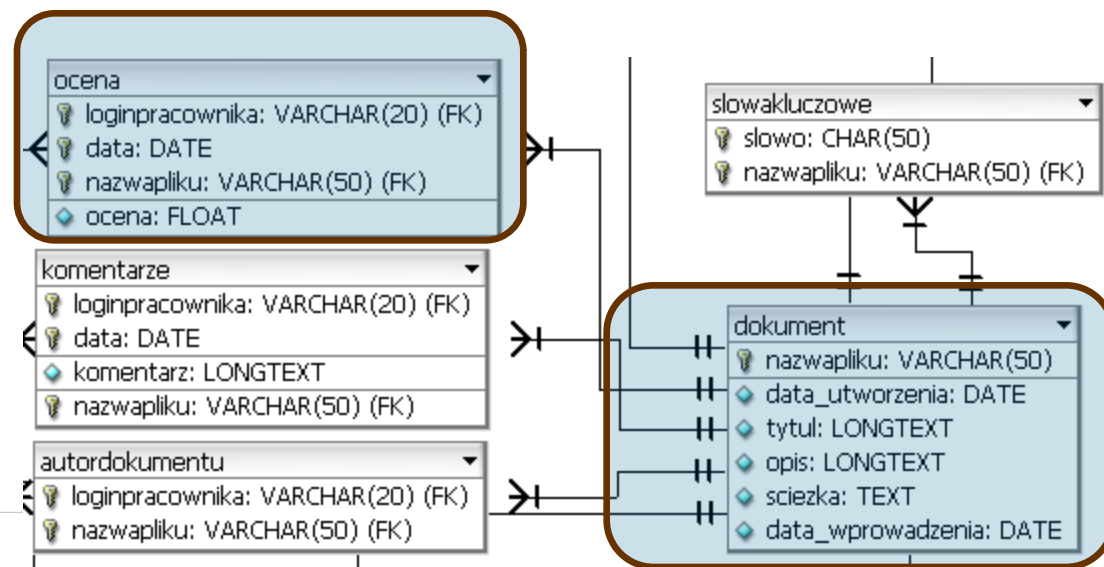 ocena
loginpracownika: VARCHAR(20) (FK)
data: DATE
nazwapliku: VARCHAR(50) (FK)
ocena: FLOAT
komentarze
loginpracownika: VARCHAR(20) (FK)
data: DATE
komentarz: LONGTEXT
nazwapliku: VARCHAR(50) (FK)
autordokumentu
loginpracownika: VARCHAR(20) (FK)
nazwapliku: VARCHAR(50) (FK)
slowakluczowe
slowo: CHAR(50)
nazwapliku: VARCHAR(50) (FK)
dokument
nazwapliku: VARCHAR(50)
data_utworzenia: DATE
tytul: LONGTEXT
opis: LONGTEXT
sciezka: TEXT
data_wprowadzenia: DATE